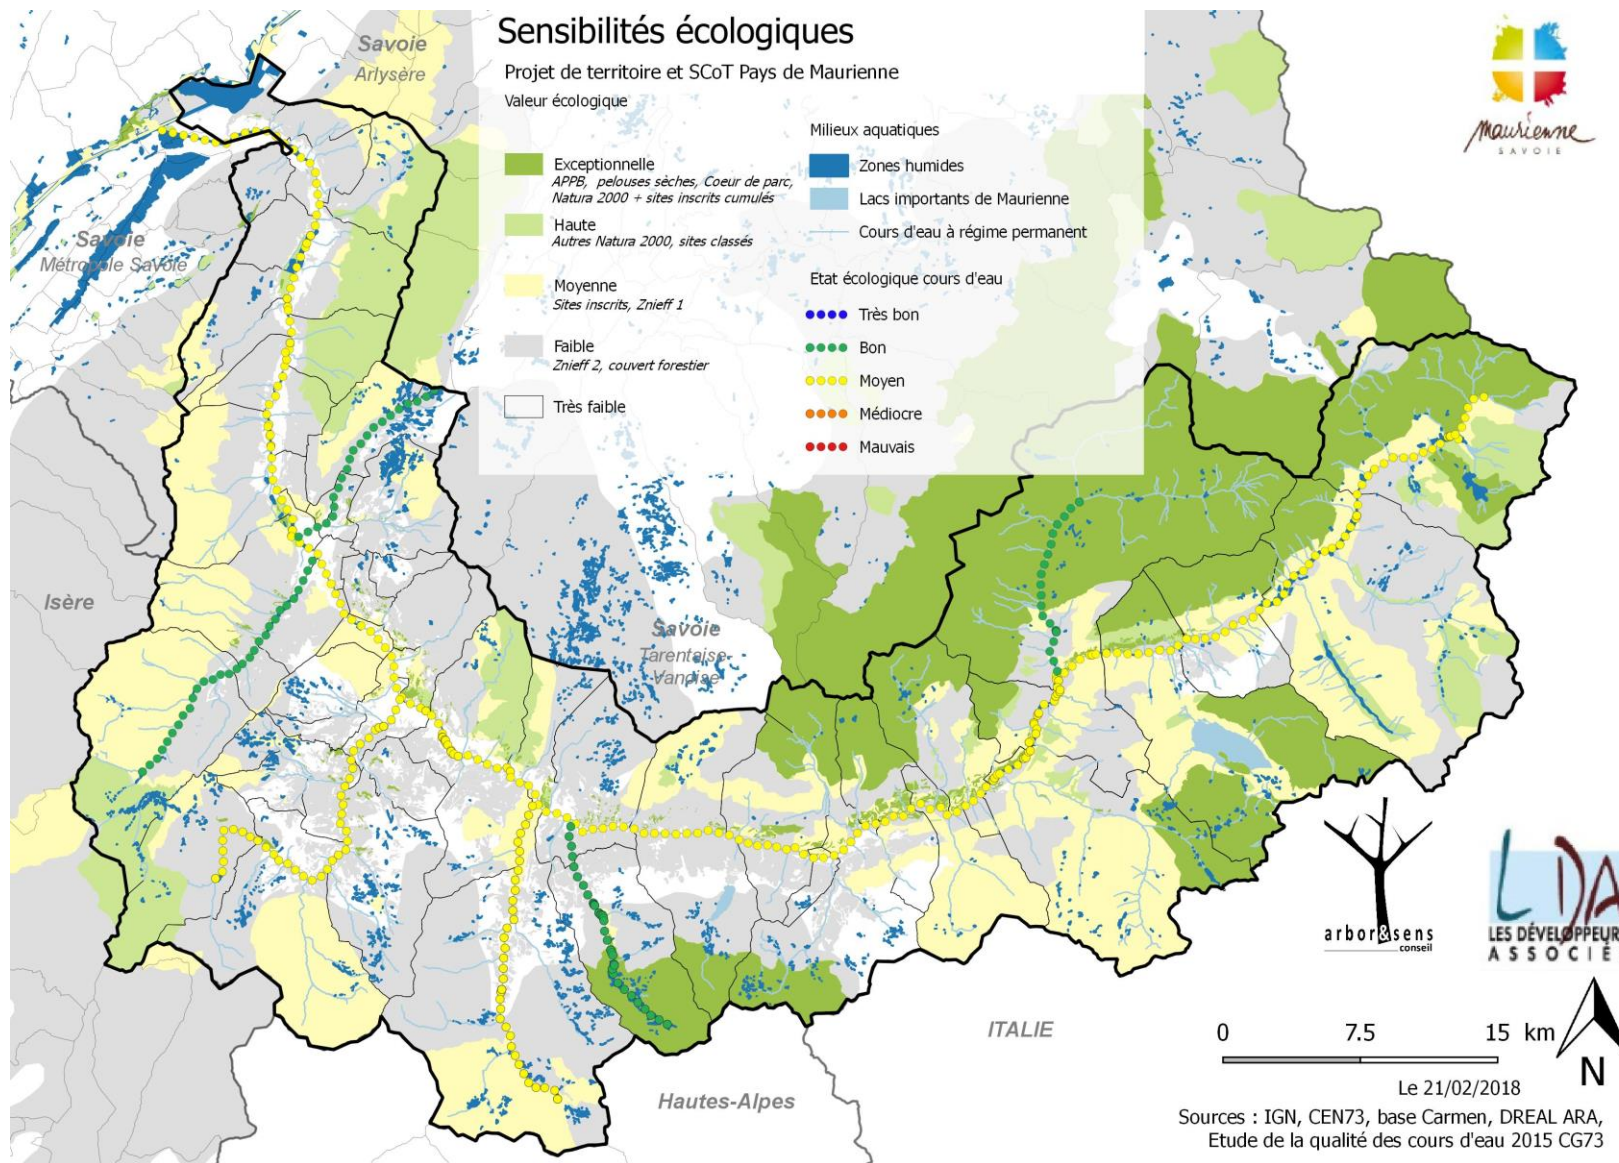 Sensibilités écologiques
Projet de territoire et SCoT Pays de Maurienne
Valeur écologique
Exceptionnelle
APPB, pelouses sèches, Coeur de parc,
Natura 2000 + sites inscrits cumulés
Haute
Autres Natura 2000, sites classés
Moyenne
Sites inscrits, Znieff 1
Faible
Znieff 2, couvert forestier
Très faible
Milieux aquatiques
Zones humides
Lacs importants de Maurienne
Cours d'eau à régime permanent
Etat écologique cours d'eau
Très bon
Bon
Moyen
Médiocre
Mauvais
maurienne
SAVOIE
Savoie
Arlysère
Savoie
Métropole Savoie
Isère
Savoie
Tarentaise
Vanoise
ITALIE
Hautes-Alpes
arbor&sens
conseil
LDA
LES DÉVELOPPEUR
ASSOCIÉ
0 7.5 15 km
N
Le 21/02/2018
Sources : IGN, CEN73, base Carmen, DREAL ARA,
Etude de la qualité des cours d'eau 2015 CG73